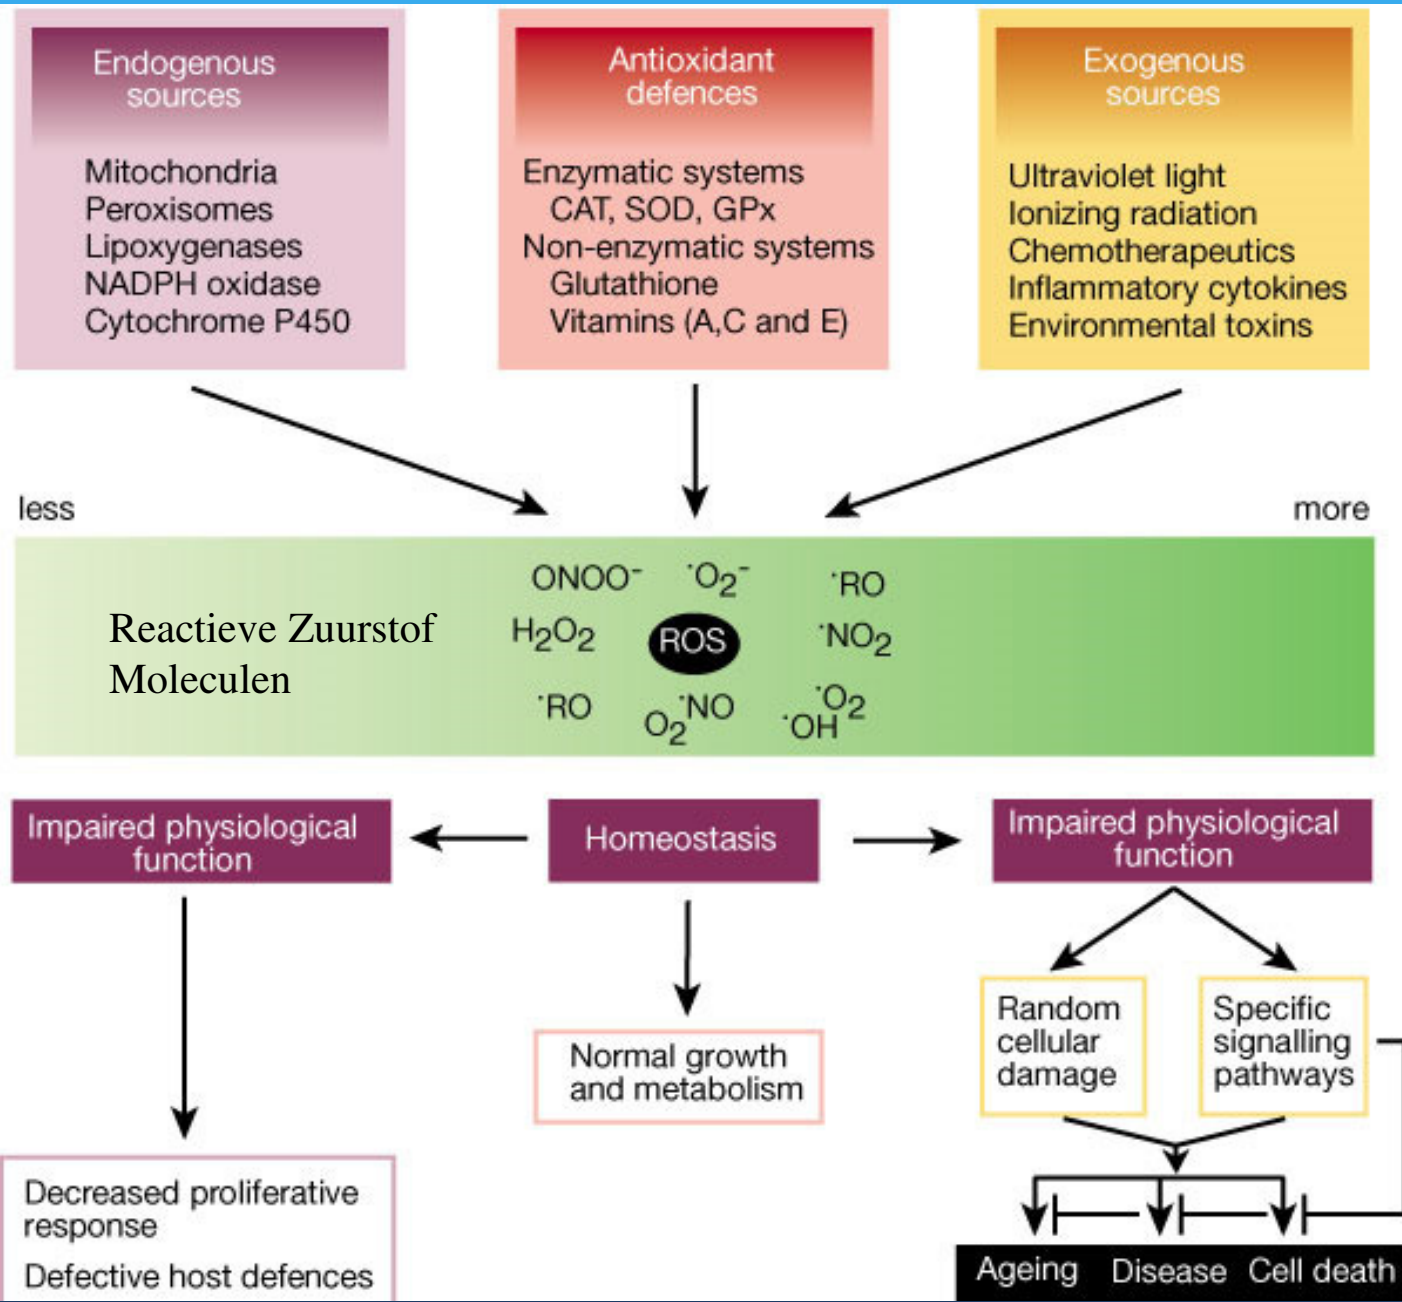 Endogenous
sources
Mitochondria
Peroxisomes
Lipoxygenases
NADPH oxidase
Cytochrome P450
Antioxidant
defences
Enzymatic systems
CAT, SOD, GPx
Non-enzymatic systems
Glutathione
Vitamins (A,C and E)
Exogenous
sources
Ultraviolet light
Ionizing radiation
Chemotherapeutics
Inflammatory cytokines
Environmental toxins
less
more
Reactieve Zuurstof
Moleculen
ONOO⁻ ˙O₂⁻ ˙RO
H₂O₂ ROS ˙NO₂
˙RO O₂˙NO ˙OH ˙O₂
Impaired physiological
function
Homeostasis
Impaired physiological
function
Random
cellular
damage
Specific
signalling
pathways
Normal growth
and metabolism
Decreased proliferative
response
Defective host defences
Ageing Disease Cell death